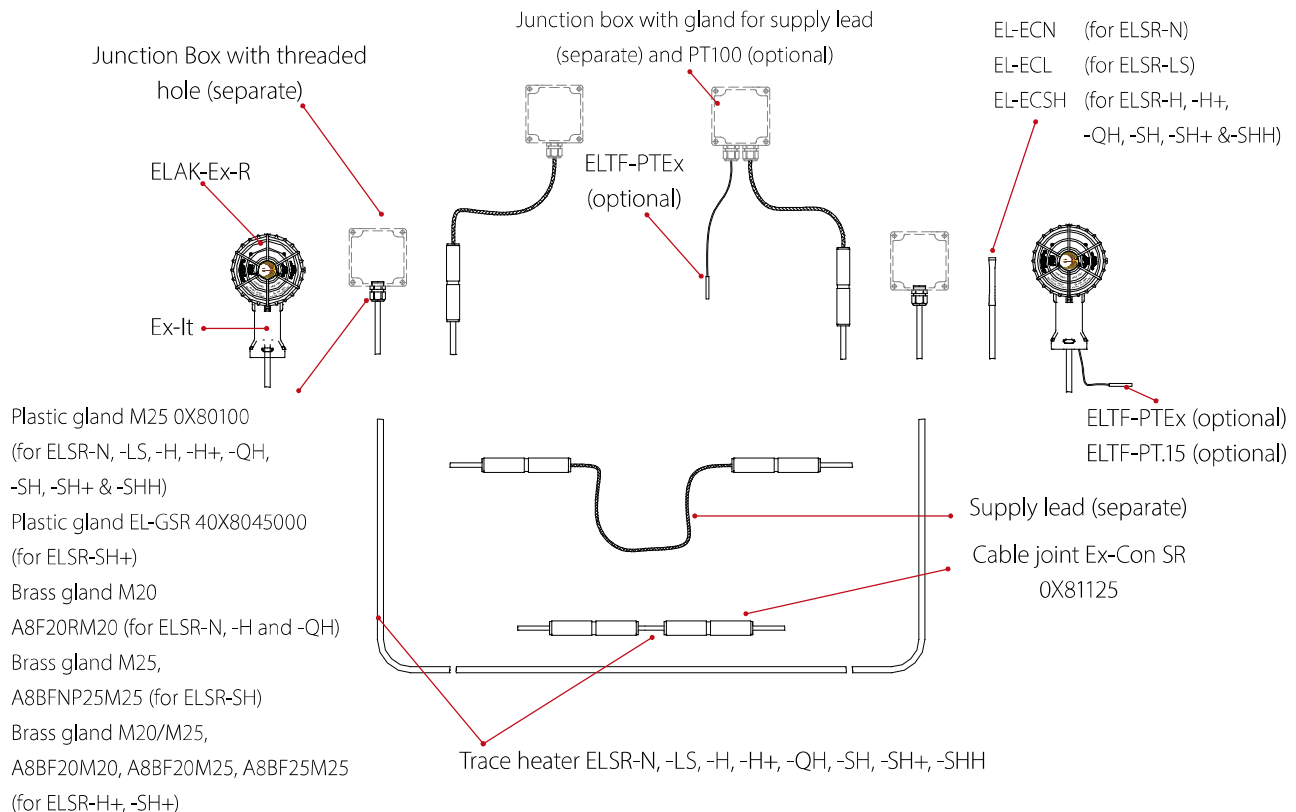 Junction box with gland for supply lead
(separate) and PT100 (optional)
EL-ECN (for ELSR-N)
EL-ECL (for ELSR-LS)
EL-ECSH (for ELSR-H, -H+,
-QH, -SH, -SH+ &-SHH)
Junction Box with threaded
hole (separate)
ELAK-Ex-R
ELTF-PTEx
(optional)
Ex-It
Plastic gland M25 0X80100
(for ELSR-N, -LS, -H, -H+, -QH,
-SH, -SH+ & -SHH)
Plastic gland EL-GSR 40X8045000
(for ELSR-SH+)
Brass gland M20
A8F20RM20 (for ELSR-N, -H and -QH)
Brass gland M25,
A8BFNP25M25 (for ELSR-SH)
Brass gland M20/M25,
A8BF20M20, A8BF20M25, A8BF25M25
(for ELSR-H+, -SH+)
ELTF-PTEx (optional)
ELTF-PT.15 (optional)
Supply lead (separate)
Cable joint Ex-Con SR
0X81125
Trace heater ELSR-N, -LS, -H, -H+, -QH, -SH, -SH+, -SHH